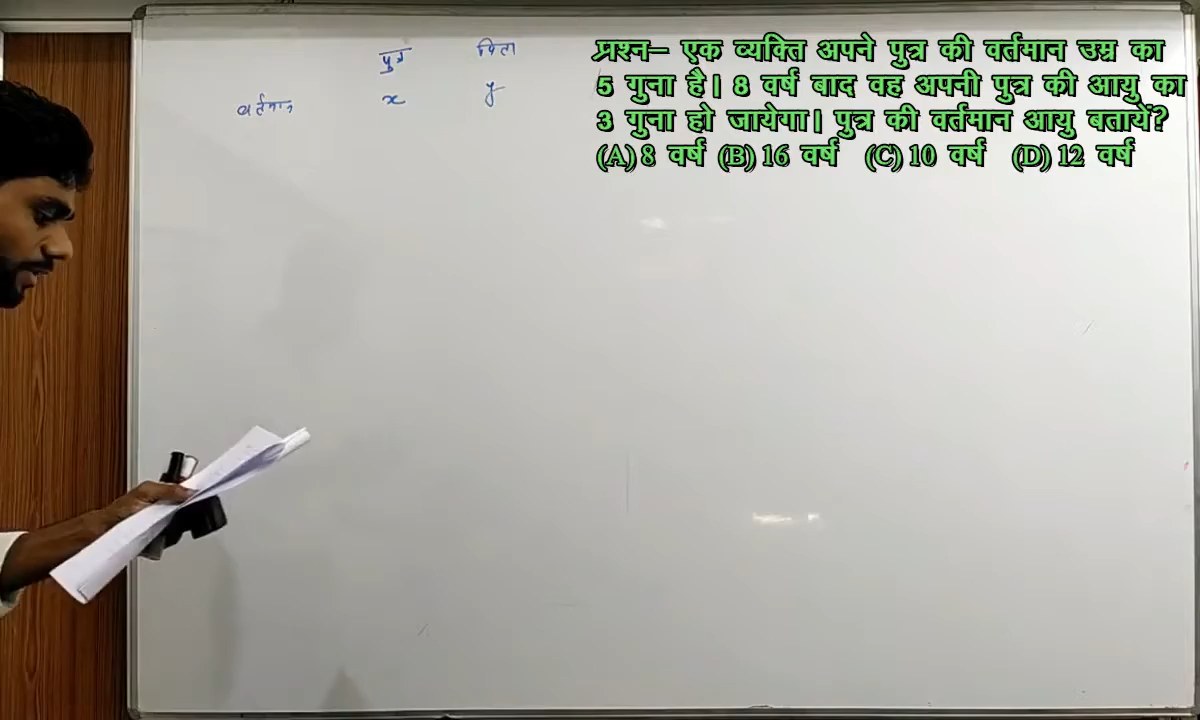 पुत्र पिता
वर्तमान x y
प्रश्न– एक व्यक्ति अपने पुत्र की वर्तमान उम्र का
5 गुना है। 8 वर्ष बाद वह अपनी पुत्र की आयु का
3 गुना हो जायेगा। पुत्र की वर्तमान आयु बतायें?
(A) 8 वर्ष (B) 16 वर्ष (C) 10 वर्ष (D) 12 वर्ष